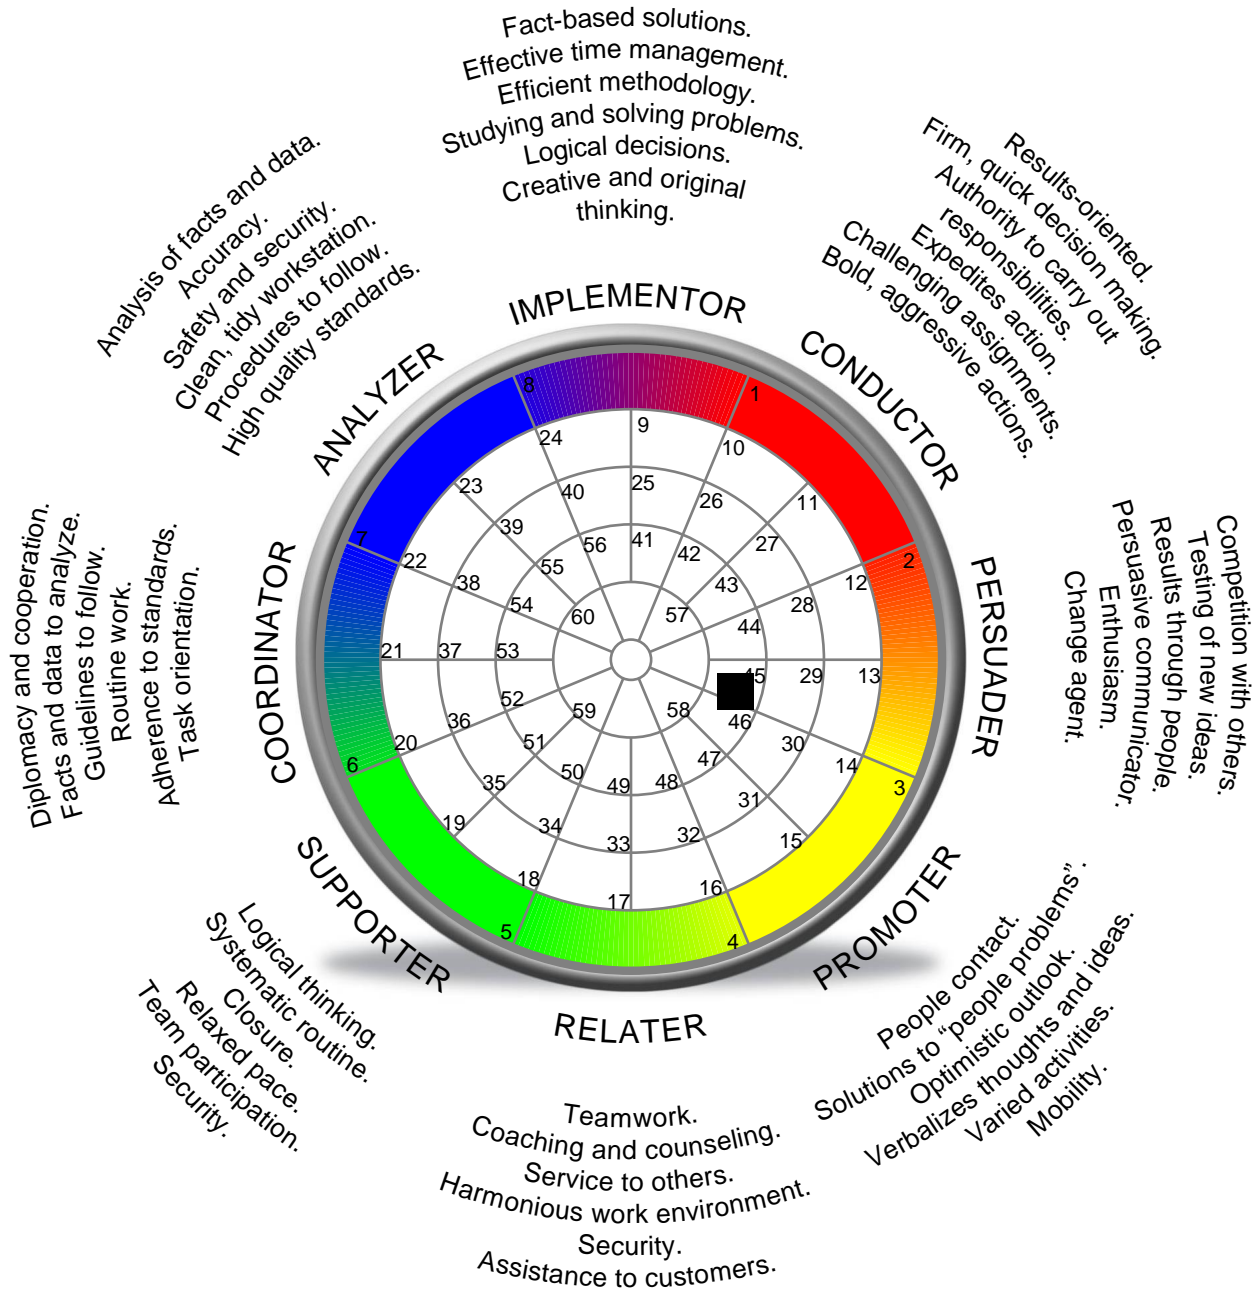 Fact-based solutions.
Effective time management.
Efficient methodology.
Studying and solving problems.
Logical decisions.
Creative and original
thinking.
IMPLEMENTOR
Results-oriented.
Firm, quick decision making.
Authority to carry out
responsibilities.
Expedites action.
Challenging assignments.
Bold, aggressive actions.
CONDUCTOR
Competition with others.
Testing of new ideas.
Results through people.
Persuasive communicator.
Enthusiasm.
Change agent.
PERSUADER
PROMOTER
People contact.
Solutions to “people problems”.
Optimistic outlook.
Verbalizes thoughts and ideas.
Varied activities.
Mobility.
RELATER
Teamwork.
Coaching and counseling.
Service to others.
Harmonious work environment.
Security.
Assistance to customers.
SUPPORTER
Logical thinking.
Systematic routine.
Closure.
Relaxed pace.
Team participation.
Security.
Diplomacy and cooperation.
Facts and data to analyze.
Guidelines to follow.
Routine work.
Adherence to standards.
Task orientation.
COORDINATOR
Analysis of facts and data.
Accuracy.
Safety and security.
Clean, tidy workstation.
Procedures to follow.
High quality standards.
ANALYZER
1
2
3
4
5
6
7
8
9
10
11
12
13
14
15
16
17
18
19
20
21
22
23
24
25
26
27
28
29
30
31
32
33
34
35
36
37
38
39
40
41
42
43
44
45
46
47
48
49
50
51
52
53
54
55
56
57
58
59
60